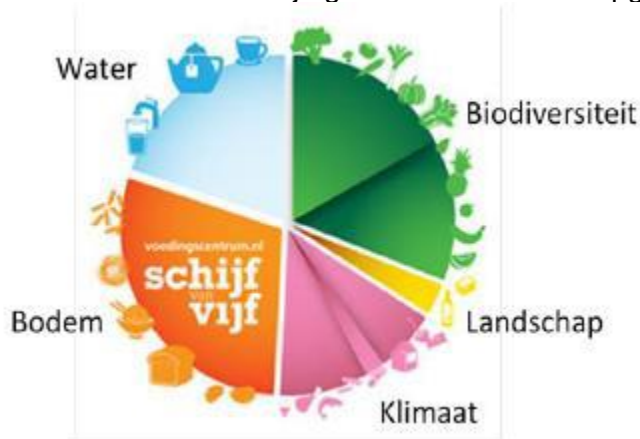 Water
Biodiversiteit
voedingscentrum.nl
schijf
van
vijf
Bodem
Landschap
Klimaat